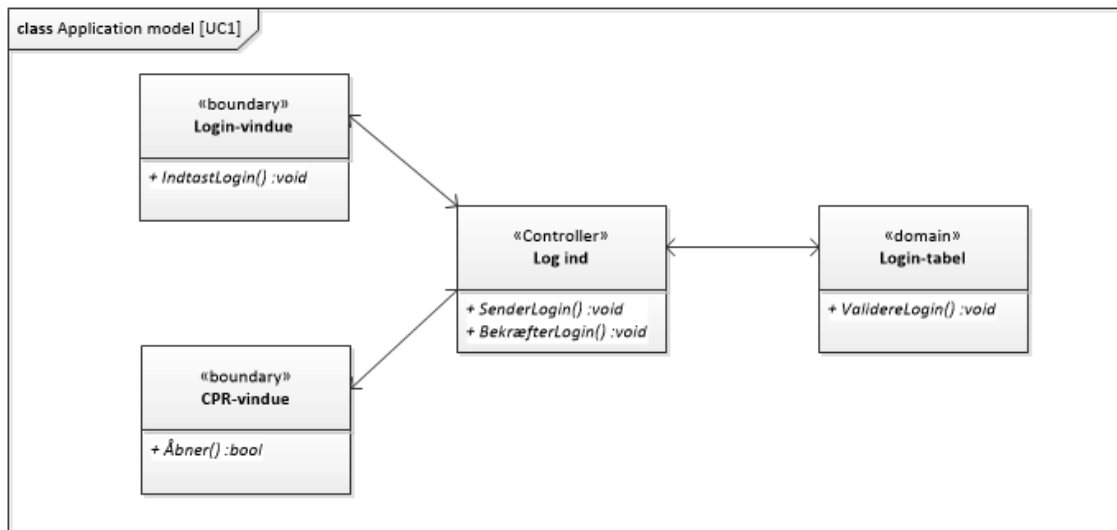 class Application model [UC1]
«boundary»
Login-vindue
+ IndtastLogin() :void
«Controller»
Log ind
+ SenderLogin() :void
+ BekræfterLogin() :void
«domain»
Login-tabel
+ ValidereLogin() :void
«boundary»
CPR-vindue
+ Åbner() :bool